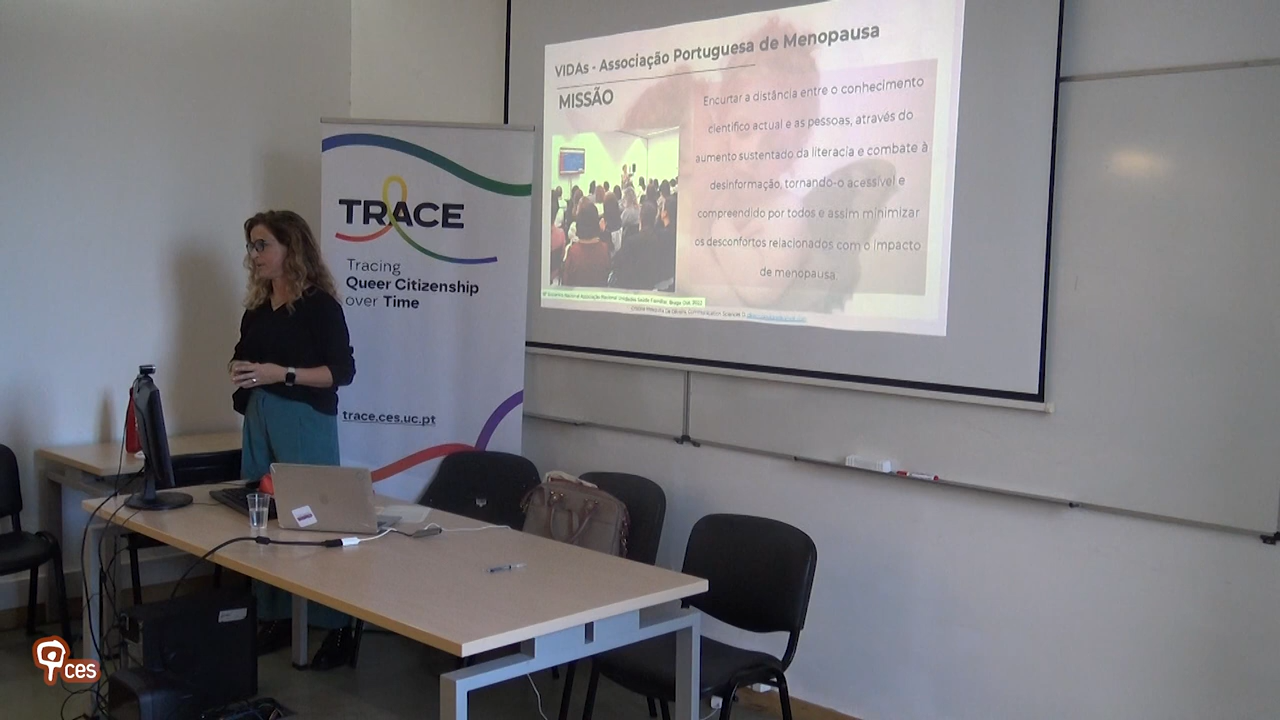 VIDAs - Associação Portuguesa de Menopausa
MISSÃO
Encurtar a distância entre o conhecimento
científico actual e as pessoas, através do
aumento sustentado da literacia e combate à
desinformação, tornando-o acessível e
compreendido por todos e assim minimizar
os desconfortos relacionados com o impacto
de menopausa.
TRACE
Tracing
Queer Citizenship
over Time
trace.ces.uc.pt
ces